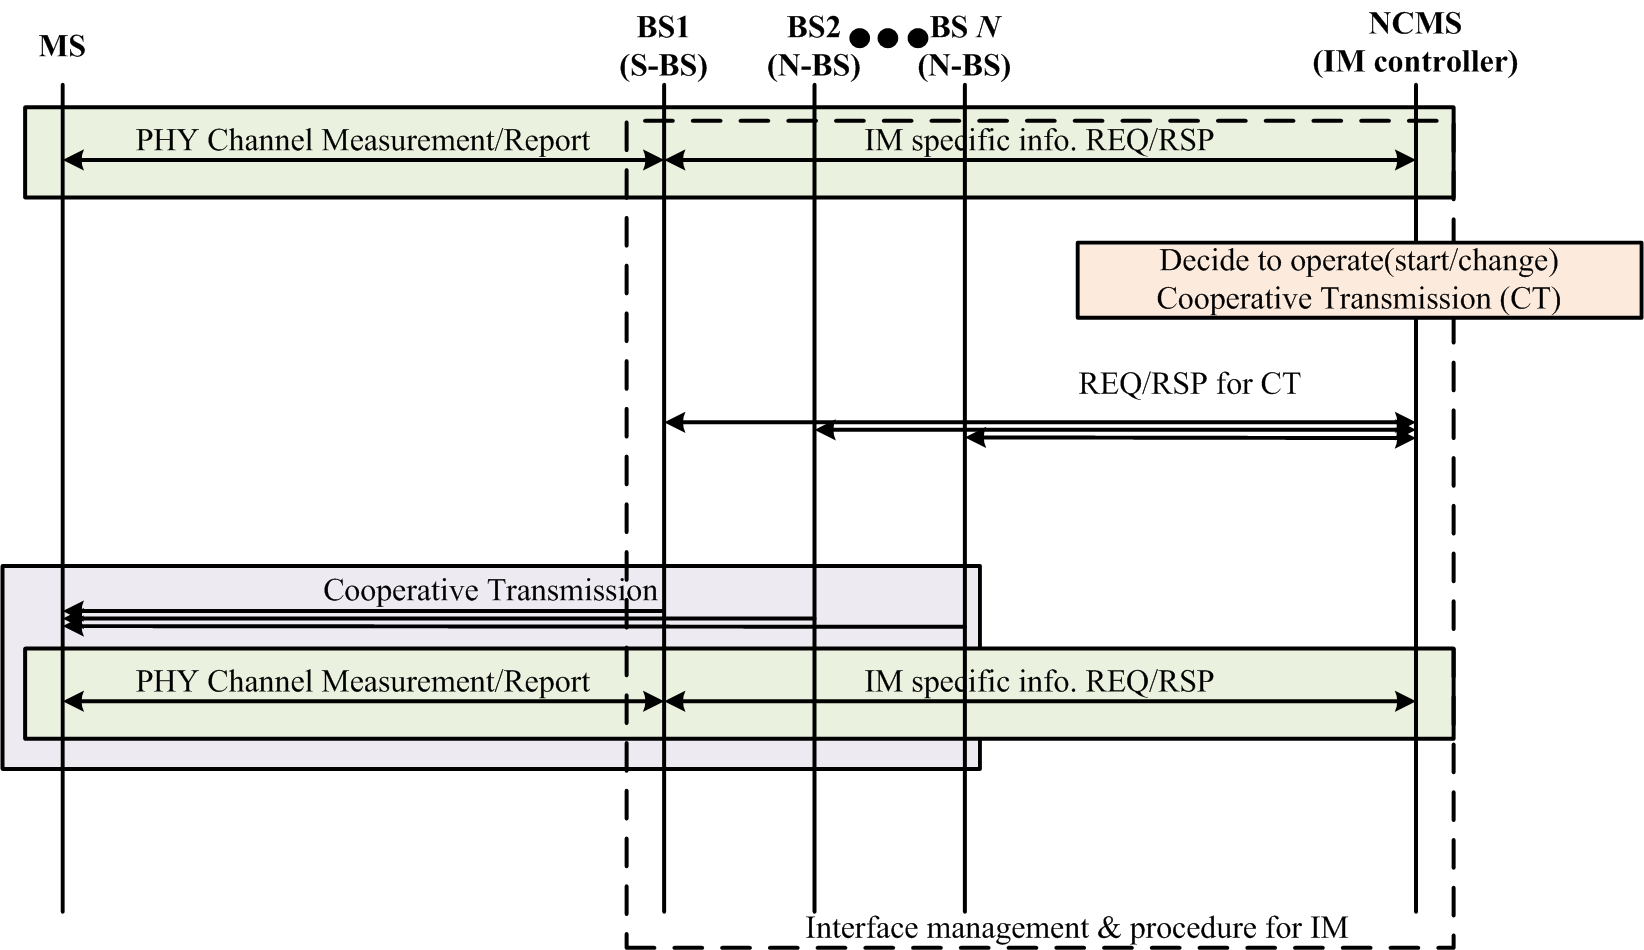 MS
BS1
(S-BS)
BS2
(N-BS)
BS N
(N-BS)
NCMS
(IM controller)
PHY Channel Measurement/Report
IM specific info. REQ/RSP
Decide to operate(start/change)
Cooperative Transmission (CT)
REQ/RSP for CT
Cooperative Transmission
PHY Channel Measurement/Report
IM specific info. REQ/RSP
Interface management & procedure for IM